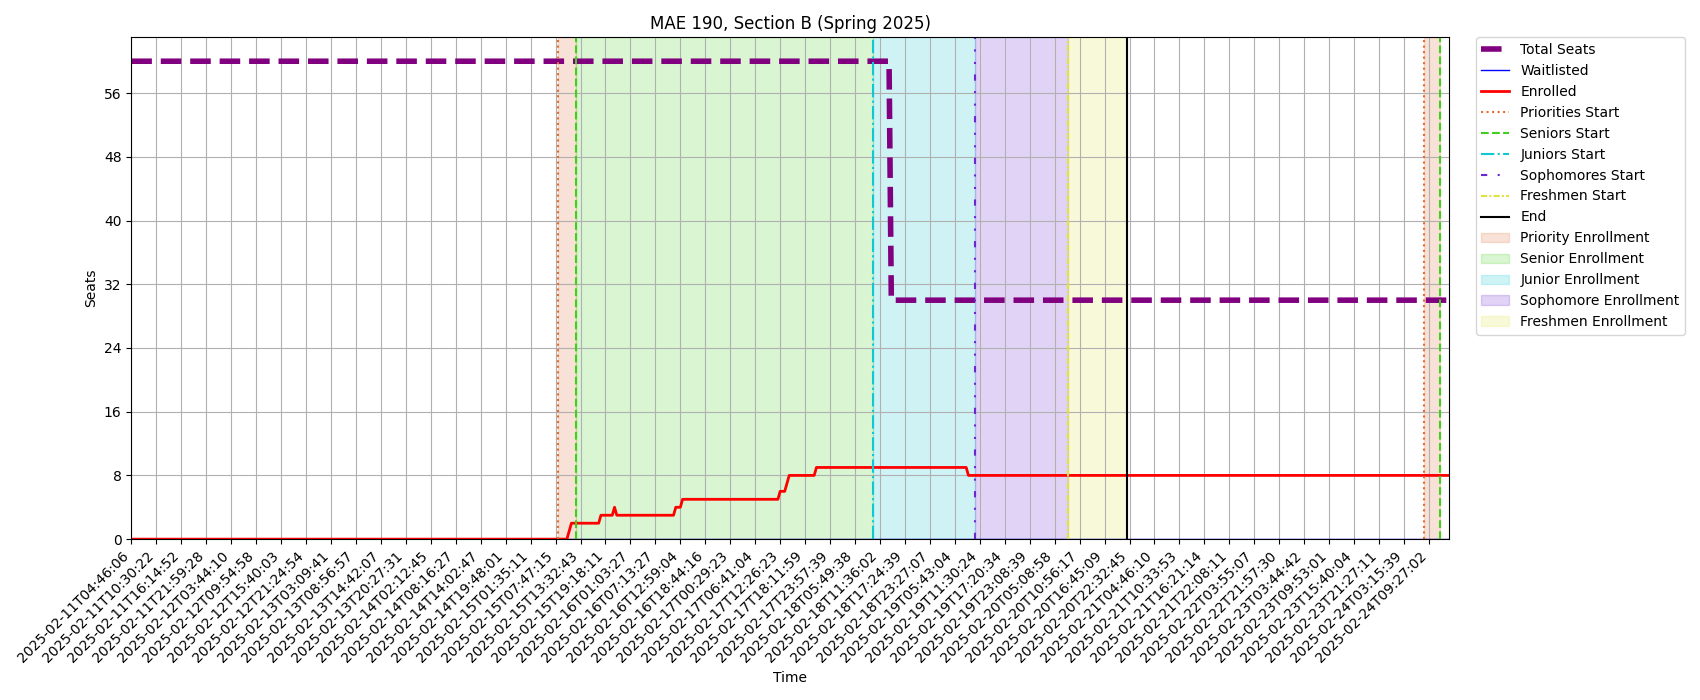 MAE 190, Section B (Spring 2025)
Total Seats
Waitlisted
Enrolled
Priorities Start
Seniors Start
Juniors Start
Sophomores Start
Freshmen Start
End
Priority Enrollment
Senior Enrollment
Junior Enrollment
Sophomore Enrollment
Freshmen Enrollment
Seats
56
48
40
32
24
16
8
0
2025-02-11T04:46:06
2025-02-11T10:30:22
2025-02-11T16:14:52
2025-02-11T21:59:28
2025-02-12T03:44:10
2025-02-12T09:54:58
2025-02-12T15:40:03
2025-02-12T21:24:54
2025-02-13T03:09:41
2025-02-13T08:56:57
2025-02-13T14:42:07
2025-02-13T20:27:31
2025-02-14T02:12:45
2025-02-14T08:16:27
2025-02-14T14:02:47
2025-02-14T19:48:01
2025-02-15T01:35:11
2025-02-15T07:47:15
2025-02-15T13:32:43
2025-02-15T19:18:11
2025-02-16T01:03:27
2025-02-16T07:13:27
2025-02-16T12:59:04
2025-02-16T18:44:16
2025-02-17T00:29:23
2025-02-17T06:41:04
2025-02-17T12:26:23
2025-02-17T18:11:59
2025-02-17T23:57:39
2025-02-18T05:49:38
2025-02-18T11:36:02
2025-02-18T17:24:39
2025-02-18T23:27:07
2025-02-19T05:43:04
2025-02-19T11:30:24
2025-02-19T17:20:34
2025-02-19T23:08:39
2025-02-20T05:08:58
2025-02-20T10:56:17
2025-02-20T16:45:09
2025-02-20T22:32:45
2025-02-21T04:46:10
2025-02-21T10:33:53
2025-02-21T16:21:14
2025-02-21T22:08:11
2025-02-22T03:55:07
2025-02-22T21:57:30
2025-02-23T03:44:42
2025-02-23T09:53:01
2025-02-23T15:40:04
2025-02-23T21:27:11
2025-02-24T03:15:39
2025-02-24T09:27:02
Time